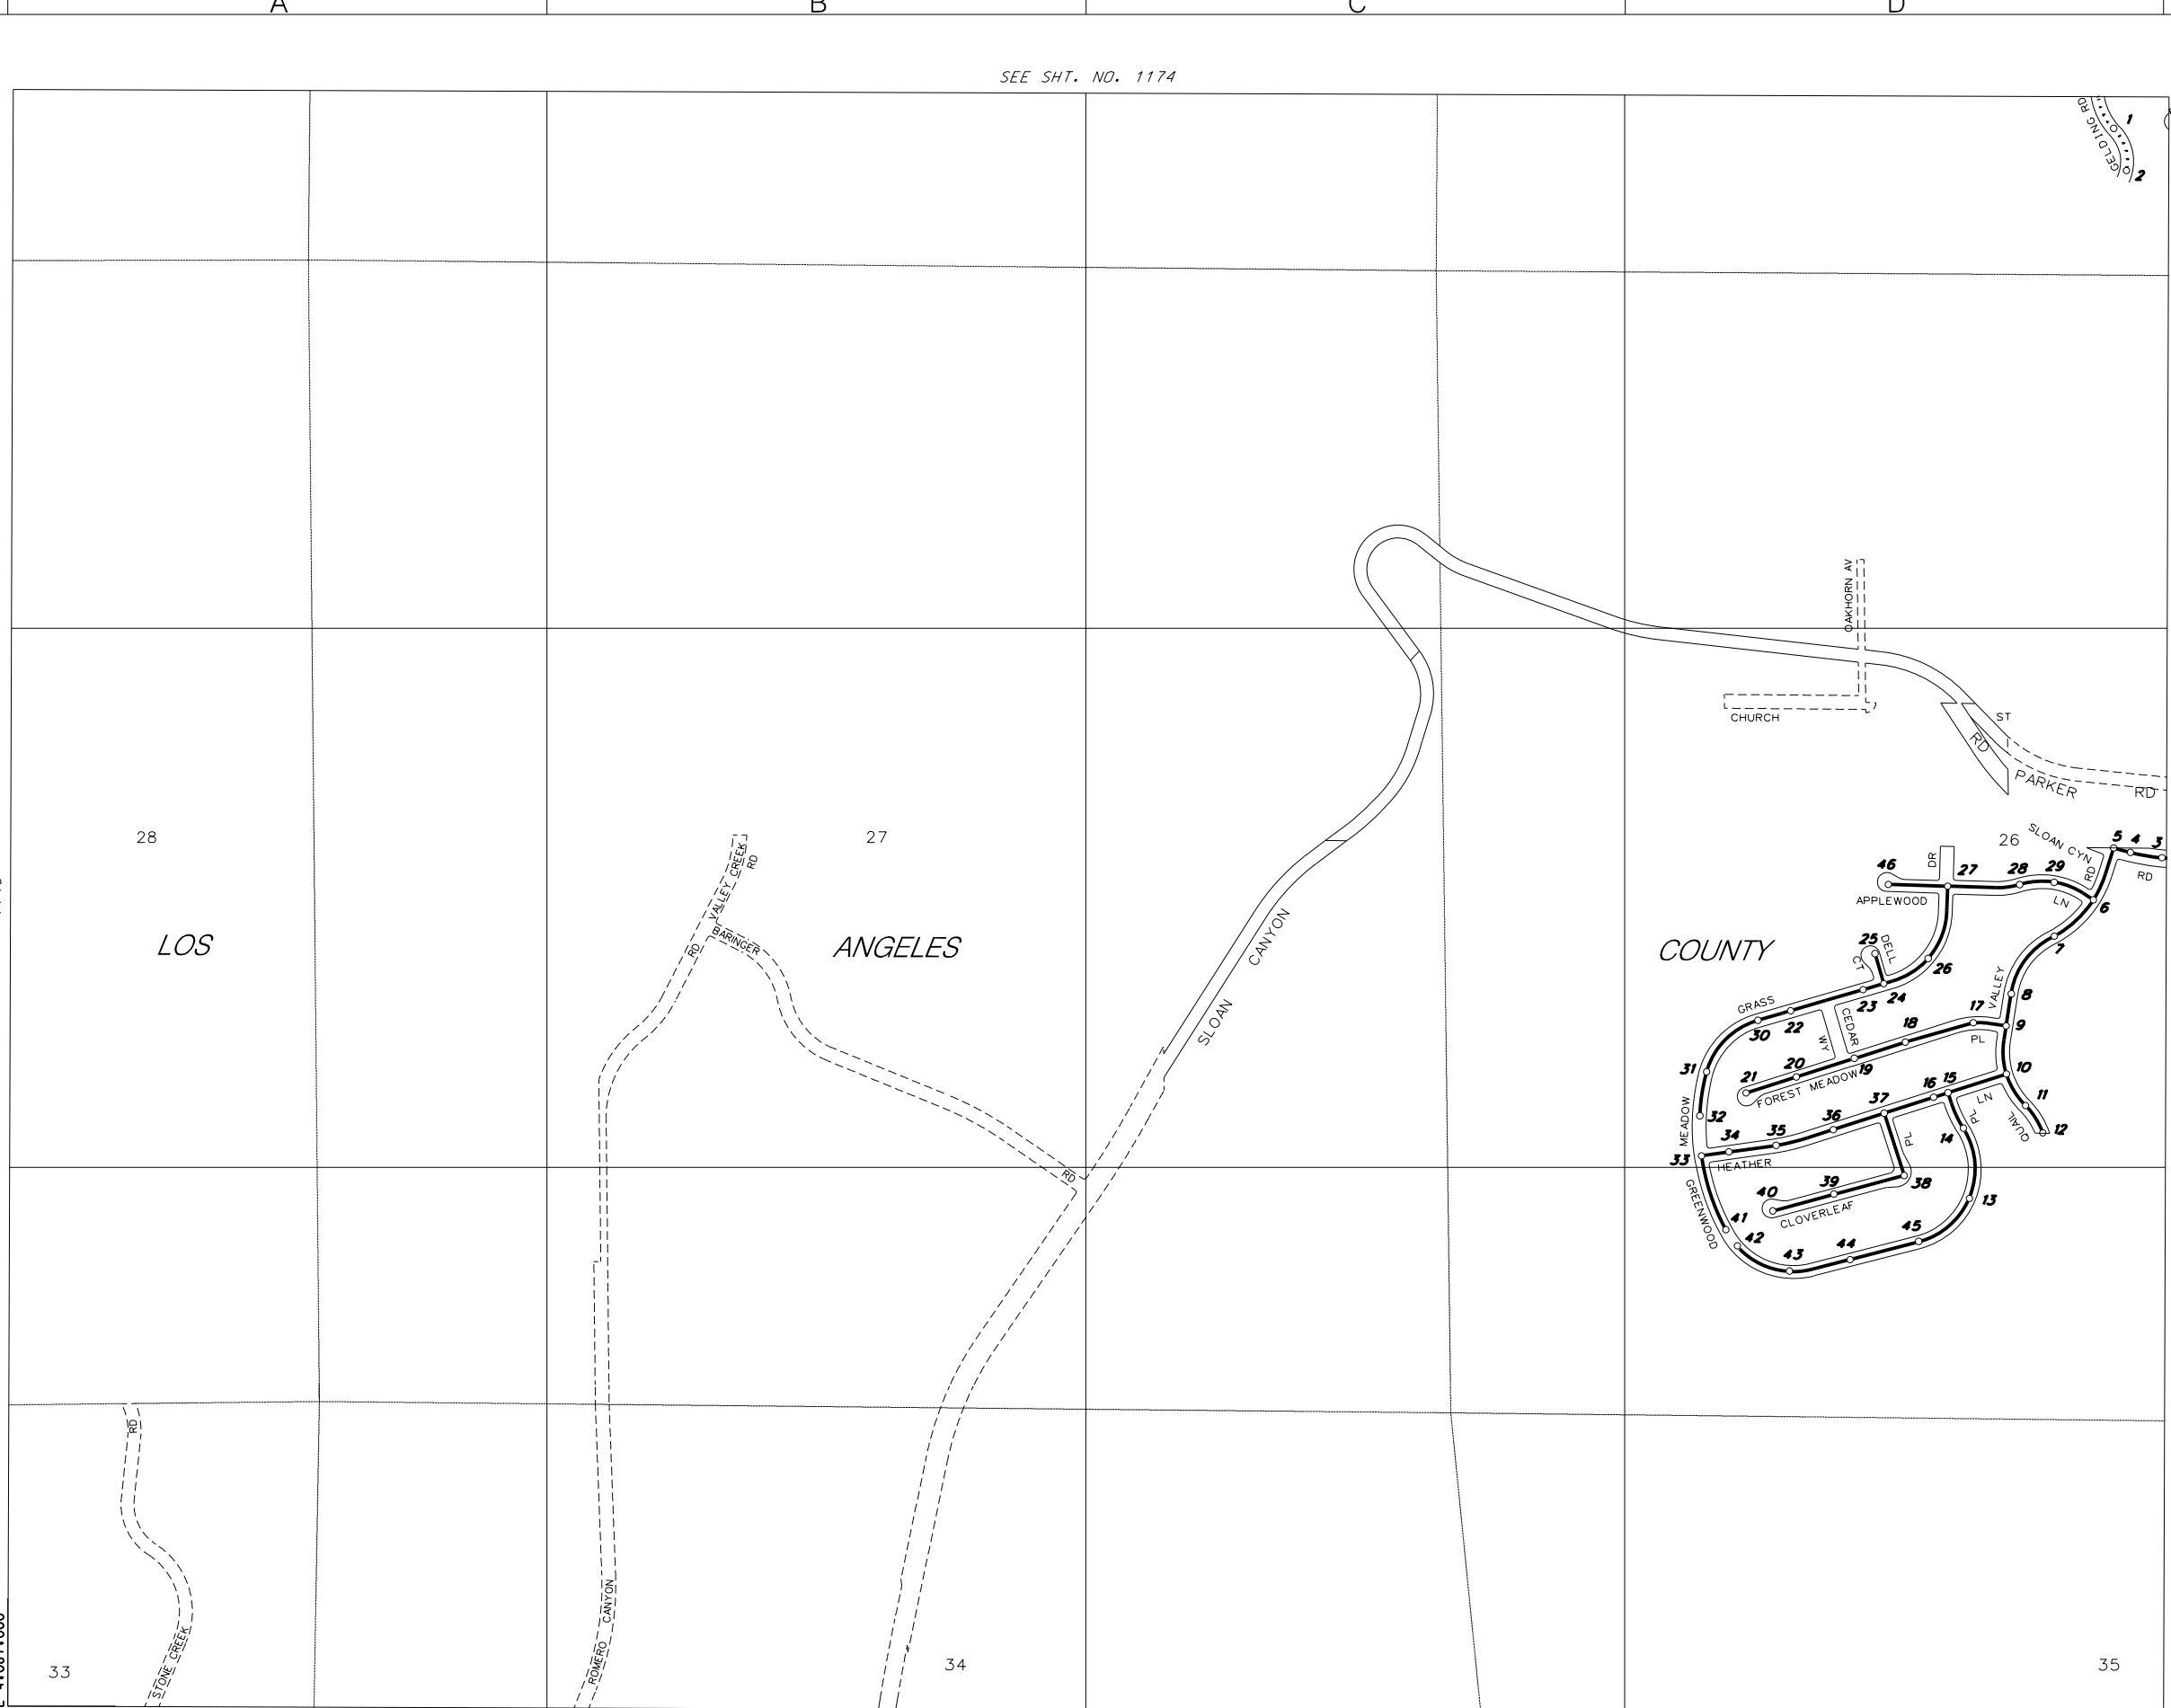 A B C D
SEE SHT. NO. 1174
GELDING RD
1
2
OAKHORN AV
CHURCH
ST
RD
PARKER
RD
28
27
26
SLOAN CYN
RD
5
4
3
RD
VALLEY CREEK
RD
BARINGER
RD
RD
LOS
ANGELES
COUNTY
SLOAN
CANYON
46
DR
27
28
29
APPLEWOOD
LN
6
7
25
DELL
CT
26
VALLEY
8
GRASS
23
24
17
9
30
22
CEDAR
WY
18
PL
31
21
20
19
FOREST MEADOW
10
16
15
LN
11
37
PL
QUAIL
12
MEADOW
32
34
35
36
PL
14
33
HEATHER
40
39
38
CLOVERLEAF
13
GREENWOOD
41
42
43
44
45
RD
STONE CREEK
ROMERO CANYON
33
34
35